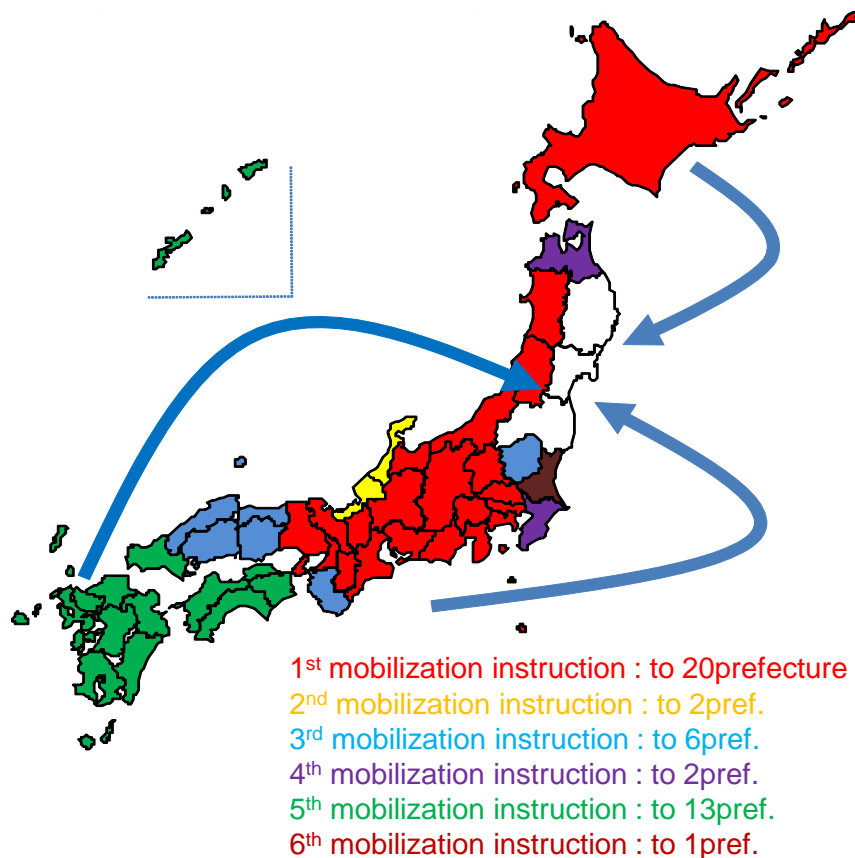 1st mobilization instruction : to 20prefecture
2nd mobilization instruction : to 2pref.
3rd mobilization instruction : to 6pref.
4th mobilization instruction : to 2pref.
5th mobilization instruction : to 13pref.
6th mobilization instruction : to 1pref.